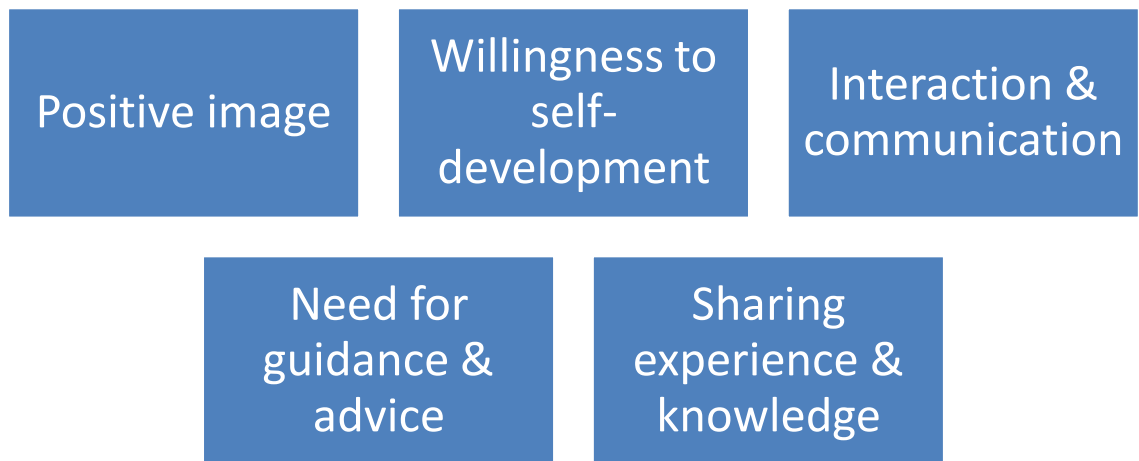 Positive image
Willingness to
self-
development
Interaction &
communication
Need for
guidance &
advice
Sharing
experience &
knowledge